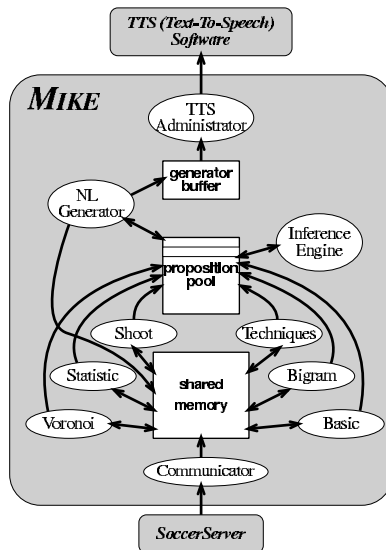 TTS (Text-To-Speech)
Software
MIKE
TTS
Administrator
generator
buffer
NL
Generator
Inference
Engine
proposition
pool
Shoot
Techniques
Statistic
Bigram
shared
memory
Voronoi
Basic
Communicator
SoccerServer